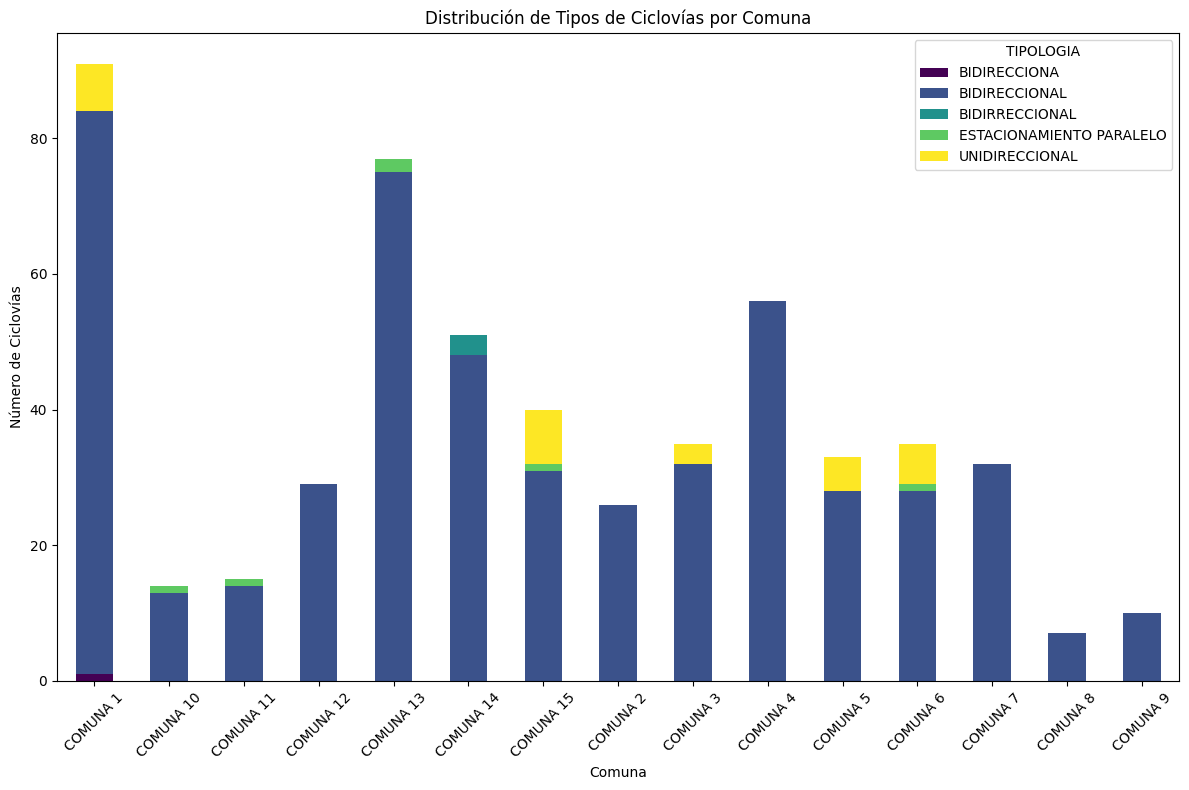 Distribución de Tipos de Ciclovías por Comuna
TIPOLOGIA
BIDIRECCIONA
BIDIRECCIONAL
BIDIRRECCIONAL
ESTACIONAMIENTO PARALELO
UNIDIRECCIONAL
Número de Ciclovías
80
60
40
20
0
COMUNA 1
COMUNA 10
COMUNA 11
COMUNA 12
COMUNA 13
COMUNA 14
COMUNA 15
COMUNA 2
COMUNA 3
COMUNA 4
COMUNA 5
COMUNA 6
COMUNA 7
COMUNA 8
COMUNA 9
Comuna